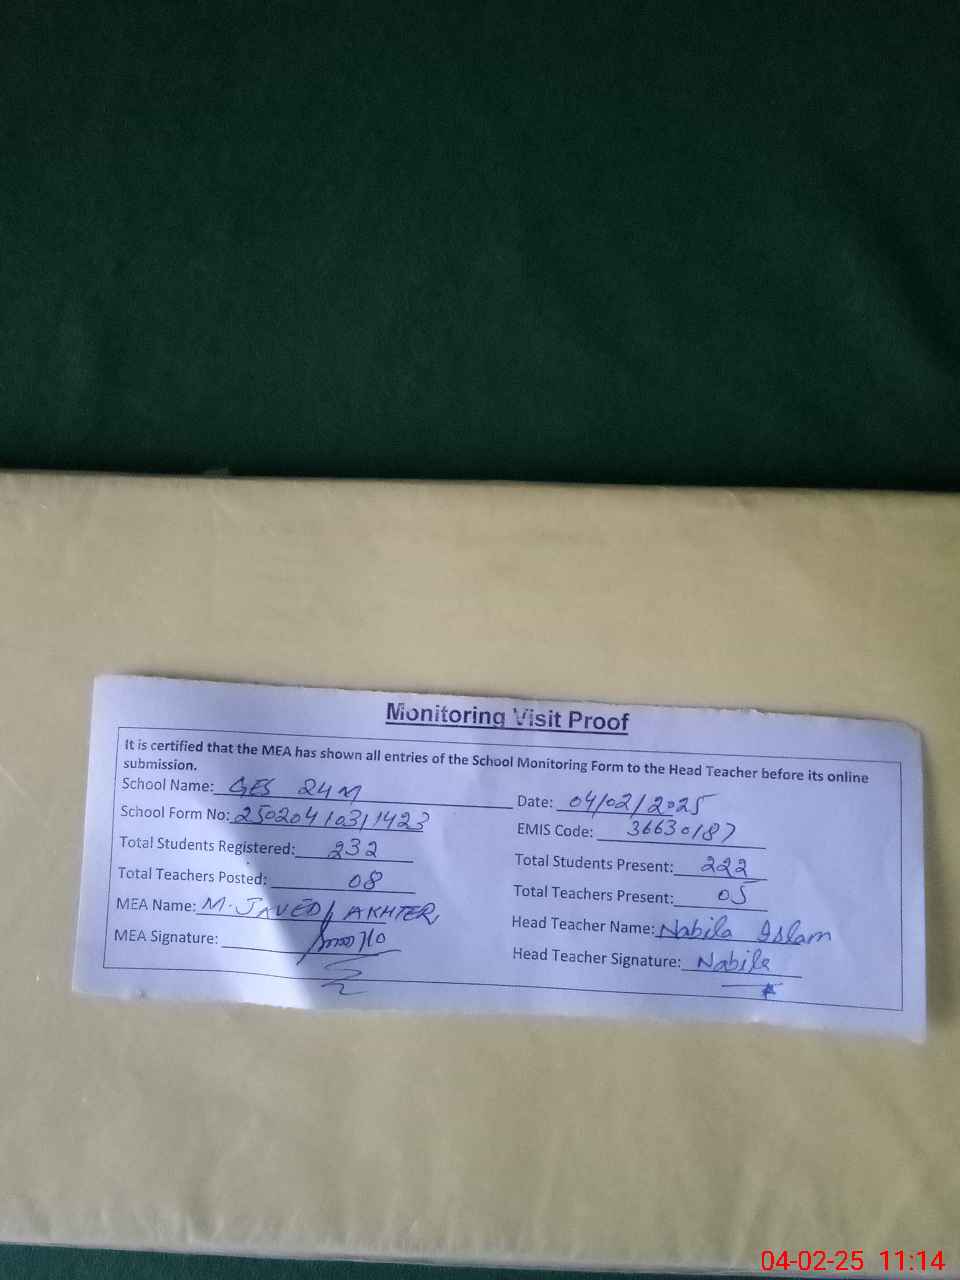 Monitoring Visit Proof
It is certified that the MEA has shown all entries of the School Monitoring Form to the Head Teacher before its online
submission.
School Name: GES 24M Date: 04/02/2025
School Form No: 25020410311423 EMIS Code: 36630187
Total Students Registered: 232 Total Students Present: 222
Total Teachers Posted: 08 Total Teachers Present: 05
MEA Name: M. JAVED AKHTER Head Teacher Name: Nabila Islam
MEA Signature: Head Teacher Signature: Nabila
04-02-25 11:14